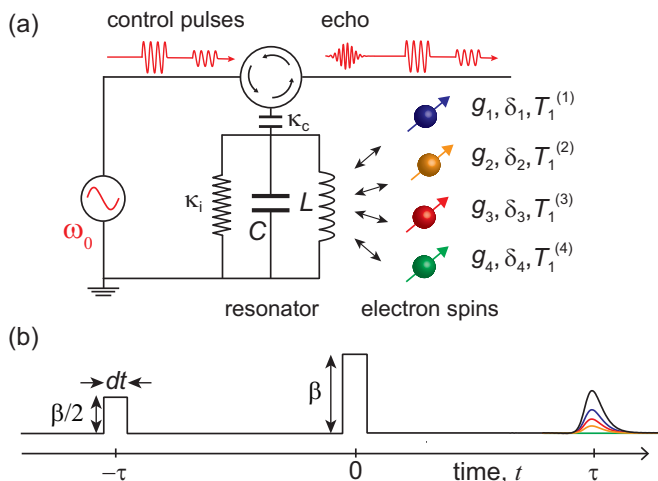 (a) control pulses echo
κc
g1, δ1, T1(1)
g2, δ2, T1(2)
κi C L
g3, δ3, T1(3)
ω0
g4, δ4, T1(4)
resonator electron spins
(b)
dt
β/2 β
−τ 0 time, t τ